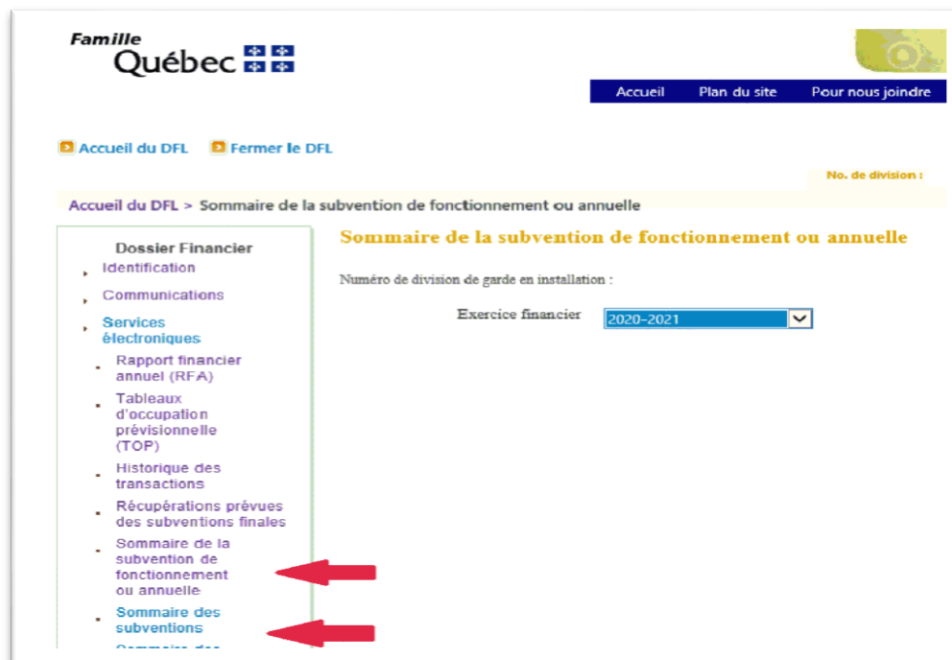 Famille
Québec
Accueil Plan du site Pour nous joindre
Accueil du DFL Fermer le DFL
No. de division :
Accueil du DFL > Sommaire de la subvention de fonctionnement ou annuelle
Sommaire de la subvention de fonctionnement ou annuelle
Numéro de division de garde en installation :
Exercice financier 2020-2021
Dossier Financier
Identification
Communications
Services
électroniques
Rapport financier
annuel (RFA)
Tableaux
d'occupation
prévisionnelle
(TOP)
Historique des
transactions
Récupérations prévues
des subventions finales
Sommaire de la
subvention de
fonctionnement
ou annuelle
Sommaire des
subventions
Sommaire des